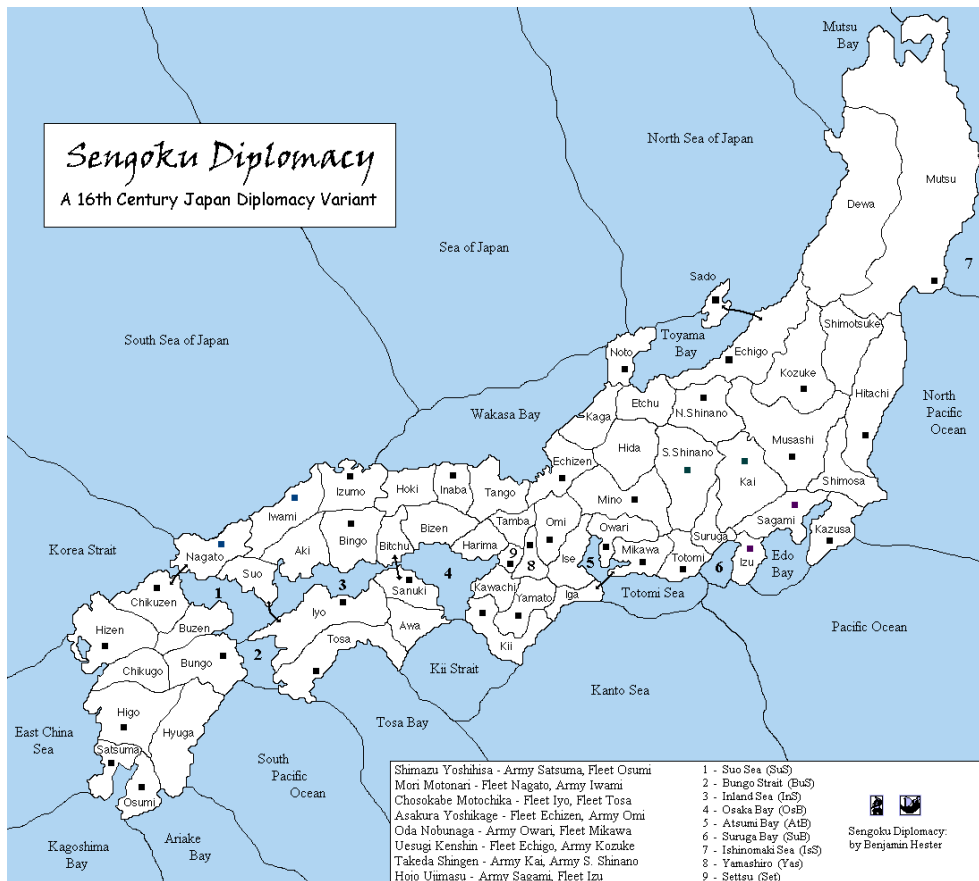 Mutsu
Bay
North Sea of Japan
Sengoku Diplomacy
A 16th Century Japan Diplomacy Variant
Mutsu
Dewa
Sea of Japan
7
Sado
Shimotsuke
South Sea of Japan
Toyama
Bay
Echigo
Noto
Kozuke
Etchu
N.Shinano
Hitachi
North
Pacific
Ocean
Wakasa Bay
Kaga
Hida
Musashi
S.Shinano
Echizen
Kai
Shimosa
Izumo
Hoki
Inaba
Tango
Mino
Iwami
Sagami
Tamba
Omi
Owari
Suruga
Kazusa
Bizen
Korea Strait
Aki
Bingo
Bitchu
Harima
9
8
Ise
5
Mikawa
Totomi
6
Izu
Edo
Bay
Nagato
Suo
3
4
Chikuzen
1
Sanuki
Kawachi
Yamato
Iga
Totomi Sea
Iyo
Hizen
Buzen
Awa
Pacific Ocean
Tosa
Kii
2
Bungo
Kii Strait
Chikugo
Kanto Sea
Higo
Tosa Bay
Hyuga
East China
Sea
Satsuma
South
Pacific
Ocean
Osumi
Kagoshima
Bay
Ariake
Bay
Shimazu Yoshihisa - Army Satsuma, Fleet Osumi
Mori Motonari - Fleet Nagato, Army Iwami
Chosokabe Motochika - Fleet Iyo, Fleet Tosa
Asakura Yoshikage - Fleet Echizen, Army Omi
Oda Nobunaga - Army Owari, Fleet Mikawa
Uesugi Kenshin - Fleet Echigo, Army Kozuke
Takeda Shingen - Army Kai, Army S. Shinano
Hojo Ujimasu - Army Sagami, Fleet Izu
1 - Suo Sea (SuS)
2 - Bungo Strait (BuS)
3 - Inland Sea (InS)
4 - Osaka Bay (OsB)
5 - Atsumi Bay (AtB)
6 - Suruga Bay (SuB)
7 - Ishinomaki Sea (IsS)
8 - Yamashiro (Yas)
9 - Settsu (Set)
Sengoku Diplomacy:
by Benjamin Hester